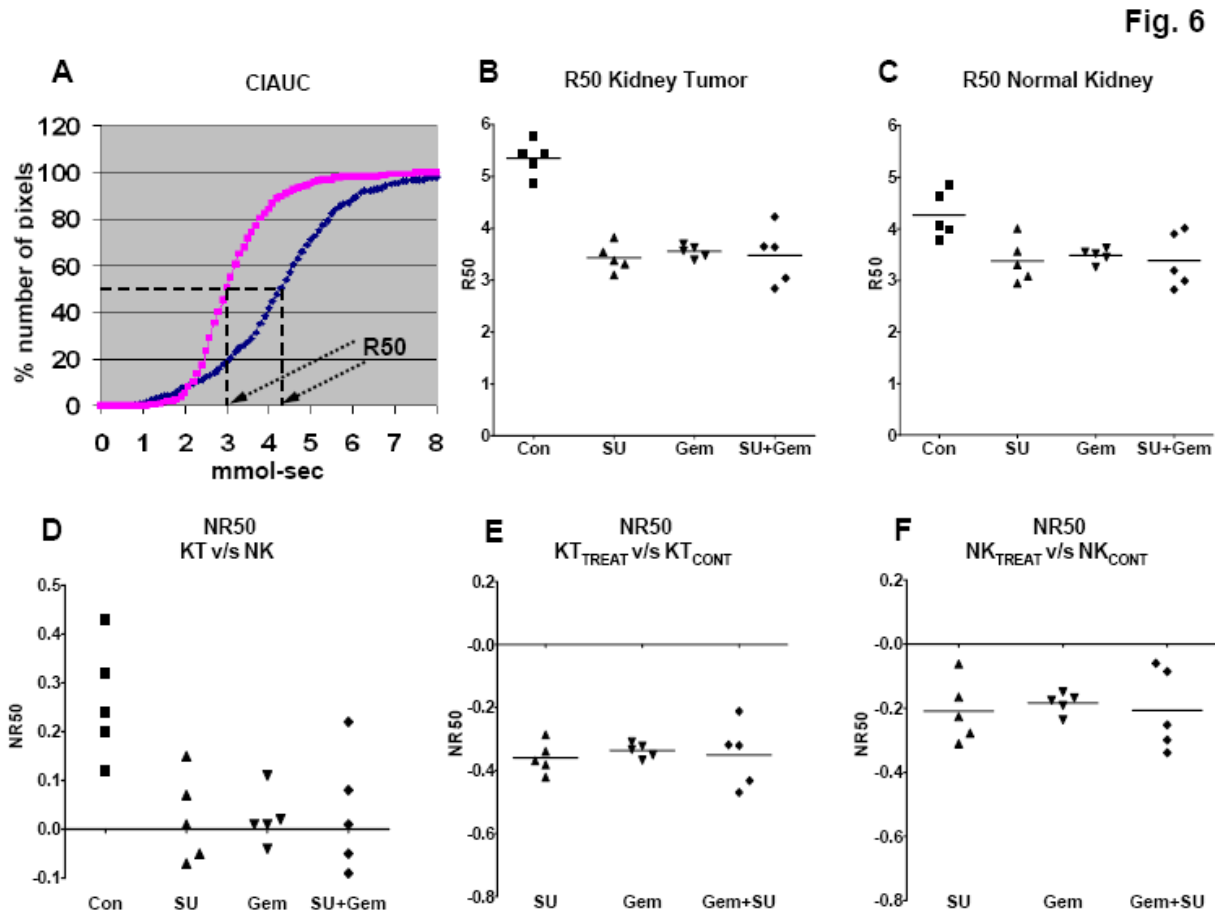 Fig. 6
A
CIAUC
% number of pixels
120
100
80
60
40
20
0
R50
0 1 2 3 4 5 6 7 8
mmol-sec
B
R50 Kidney Tumor
R50
6
5
4
3
2
1
0
Con SU Gem SU+Gem
C
R50 Normal Kidney
R50
6
5
4
3
2
1
0
Con SU Gem SU+Gem
D
NR50
KT v/s NK
NR50
0.5
0.4
0.3
0.2
0.1
0.0
-0.1
Con SU Gem SU+Gem
E
NR50
KTTREAT v/s KTCONT
NR50
0.2
-0.0
-0.2
-0.4
-0.6
-0.8
SU Gem Gem+SU
F
NR50
NKTREAT v/s NKCONT
NR50
0.2
-0.0
-0.2
-0.4
-0.6
-0.8
SU Gem Gem+SU